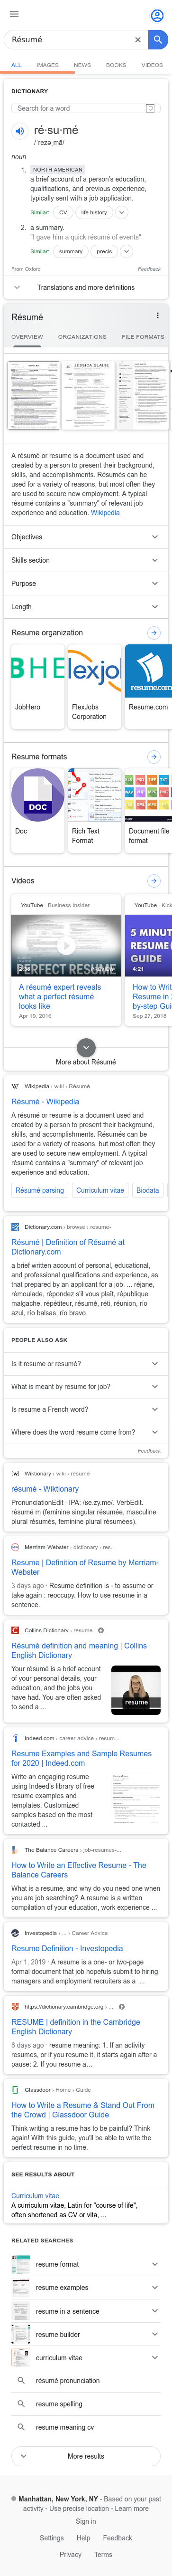 Résumé
ALL IMAGES NEWS BOOKS VIDEOS
DICTIONARY
Search for a word
ré·su·mé
/ˈrezəˌmā/
noun
1. NORTH AMERICAN
a brief account of a person's education,
qualifications, and previous experience,
typically sent with a job application.
Similar: CV life history
2. a summary.
"I gave him a quick résumé of events"
Similar: summary precis
From Oxford Feedback
Translations and more definitions
Résumé
OVERVIEW ORGANIZATIONS FILE FORMATS
A résumé or resume is a document used and
created by a person to present their background,
skills, and accomplishments. Résumés can be
used for a variety of reasons, but most often they
are used to secure new employment. A typical
résumé contains a "summary" of relevant job
experience and education. Wikipedia
Objectives
Skills section
Purpose
Length
Resume organization
JobHero
FlexJobs
Corporation
Resume.com
Resume formats
DOC
Doc
Rich Text
Format
Document file
format
Videos
YouTube · Business Insider
PERFECT RESUME
A résumé expert reveals
what a perfect résumé
looks like
Apr 19, 2016
YouTube · Kick
5 MINUT
RESUME
GUIDE
4:21
How to Writ
Resume in
by-step Gui
Sep 27, 2018
More about Résumé
Wikipedia › wiki › Résumé
Résumé - Wikipedia
A résumé or resume is a document used and
created by a person to present their background,
skills, and accomplishments. Résumés can be
used for a variety of reasons, but most often they
are used to secure new employment. A typical
résumé contains a "summary" of relevant job
experience and education.
Résumé parsing Curriculum vitae Biodata
Dictionary.com › browse › resume-
Résumé | Definition of Résumé at
Dictionary.com
a brief written account of personal, educational,
and professional qualifications and experience, as
that prepared by an applicant for a job. ... réjane,
rémoulade, répondez s'il vous plaît, république
malgache, répétiteur, résumé, réti, réunion, río
azul, río balsas, río bravo.
PEOPLE ALSO ASK
Is it resume or resumé?
What is meant by resume for job?
Is resume a French word?
Where does the word resume come from?
Feedback
Wiktionary › wiki › résumé
résumé - Wiktionary
PronunciationEdit · IPA: /ʁe.zy.me/. VerbEdit.
résumé m (feminine singular résumée, masculine
plural résumés, feminine plural résumées).
Merriam-Webster › dictionary › res...
Resume | Definition of Resume by Merriam-
Webster
3 days ago · Resume definition is - to assume or
take again : reoccupy. How to use resume in a
sentence.
Collins Dictionary › resume
Résumé definition and meaning | Collins
English Dictionary
Your résumé is a brief account
of your personal details, your
education, and the jobs you
have had. You are often asked
to send a ...
resume
Indeed.com › career-advice › resum...
Resume Examples and Sample Resumes
for 2020 | Indeed.com
Write an engaging resume
using Indeed's library of free
resume examples and
templates. Customized
samples based on the most
contacted ...
The Balance Careers › job-resumes-...
How to Write an Effective Resume - The
Balance Careers
What is a resume, and why do you need one when
you are job searching? A resume is a written
compilation of your education, work experience ...
Investopedia › ... › Career Advice
Resume Definition - Investopedia
Apr 1, 2019 · A resume is a one- or two-page
formal document that job hopefuls submit to hiring
managers and employment recruiters as a ...
https://dictionary.cambridge.org › ...
RESUME | definition in the Cambridge
English Dictionary
8 days ago · resume meaning: 1. If an activity
resumes, or if you resume it, it starts again after a
pause: 2. If you resume a...
Glassdoor › Home › Guide
How to Write a Resume & Stand Out From
the Crowd | Glassdoor Guide
Think writing a resume has to be painful? Think
again! With this guide, you'll be able to write the
perfect resume in no time.
SEE RESULTS ABOUT
Curriculum vitae
A curriculum vitae, Latin for "course of life",
often shortened as CV or vita, ...
RELATED SEARCHES
resume format
resume examples
resume in a sentence
resume builder
curriculum vitae
résumé pronunciation
resume spelling
resume meaning cv
More results
Manhattan, New York, NY - Based on your past
activity - Use precise location - Learn more
Sign in
Settings Help Feedback
Privacy Terms